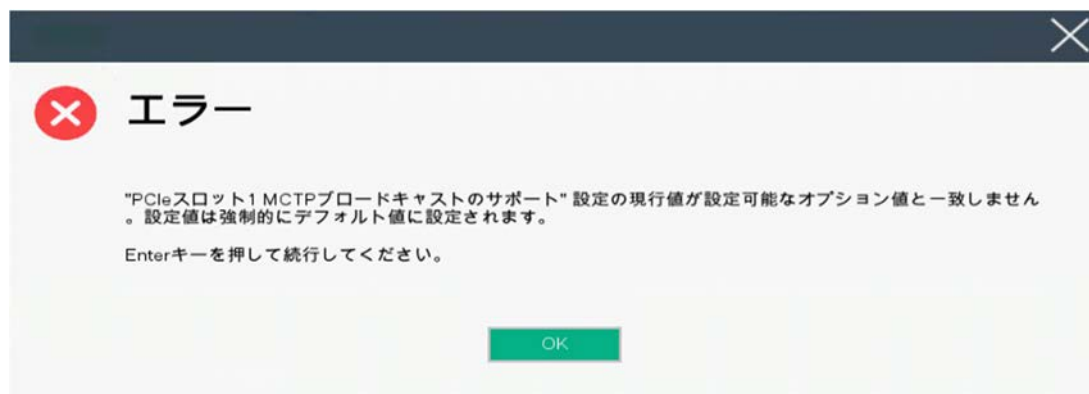 エラー
"PCIeスロット1 MCTPブロードキャストのサポート" 設定の現行値が設定可能なオプション値と一致しません
。設定値は強制的にデフォルト値に設定されます。
Enterキーを押して続行してください。
OK